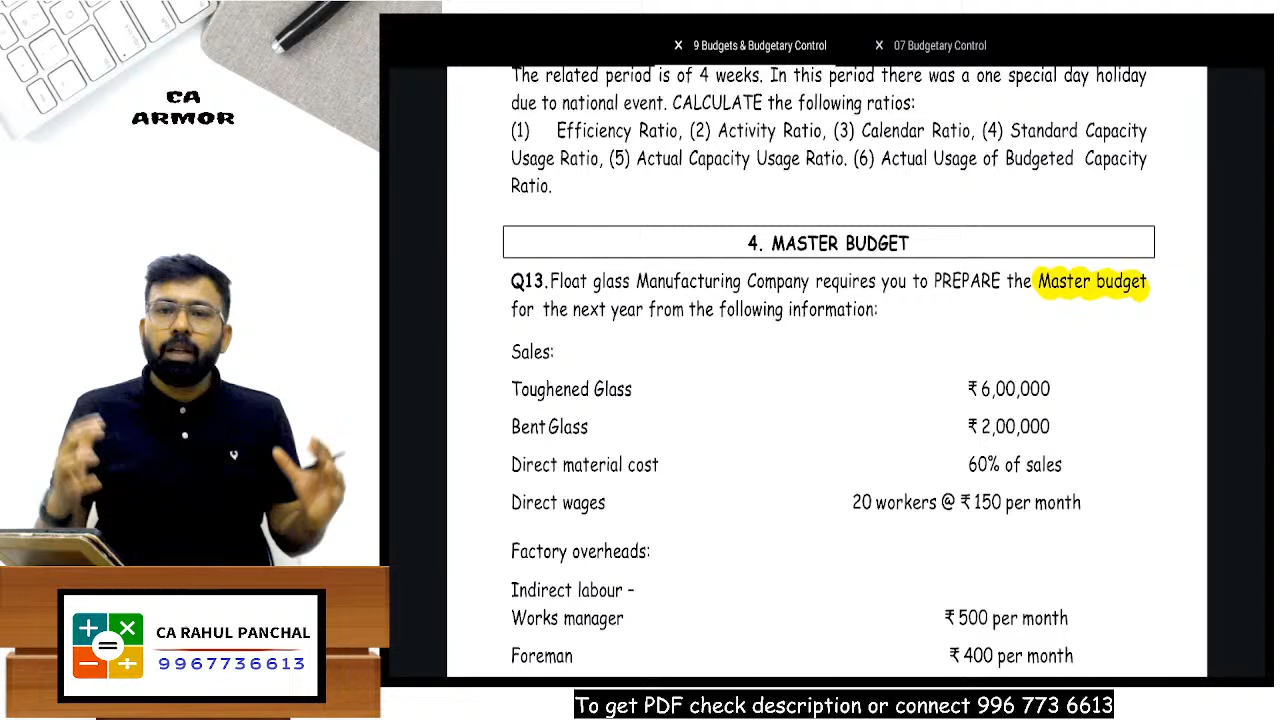 CA
ARMOR
9 Budgets & Budgetary Control
07 Budgetary Control
The related period is of 4 weeks. In this period there was a one special day holiday
due to national event. CALCULATE the following ratios:
(1) Efficiency Ratio, (2) Activity Ratio, (3) Calendar Ratio, (4) Standard Capacity
Usage Ratio, (5) Actual Capacity Usage Ratio. (6) Actual Usage of Budgeted Capacity
Ratio.
4. MASTER BUDGET
Q13.Float glass Manufacturing Company requires you to PREPARE the Master budget
for the next year from the following information:
Sales:
Toughened Glass ₹ 6,00,000
Bent Glass ₹ 2,00,000
Direct material cost 60% of sales
Direct wages 20 workers @ ₹ 150 per month
Factory overheads:
Indirect labour –
Works manager ₹ 500 per month
Foreman ₹ 400 per month
CA RAHUL PANCHAL
9967736613
To get PDF check description or connect 996 773 6613